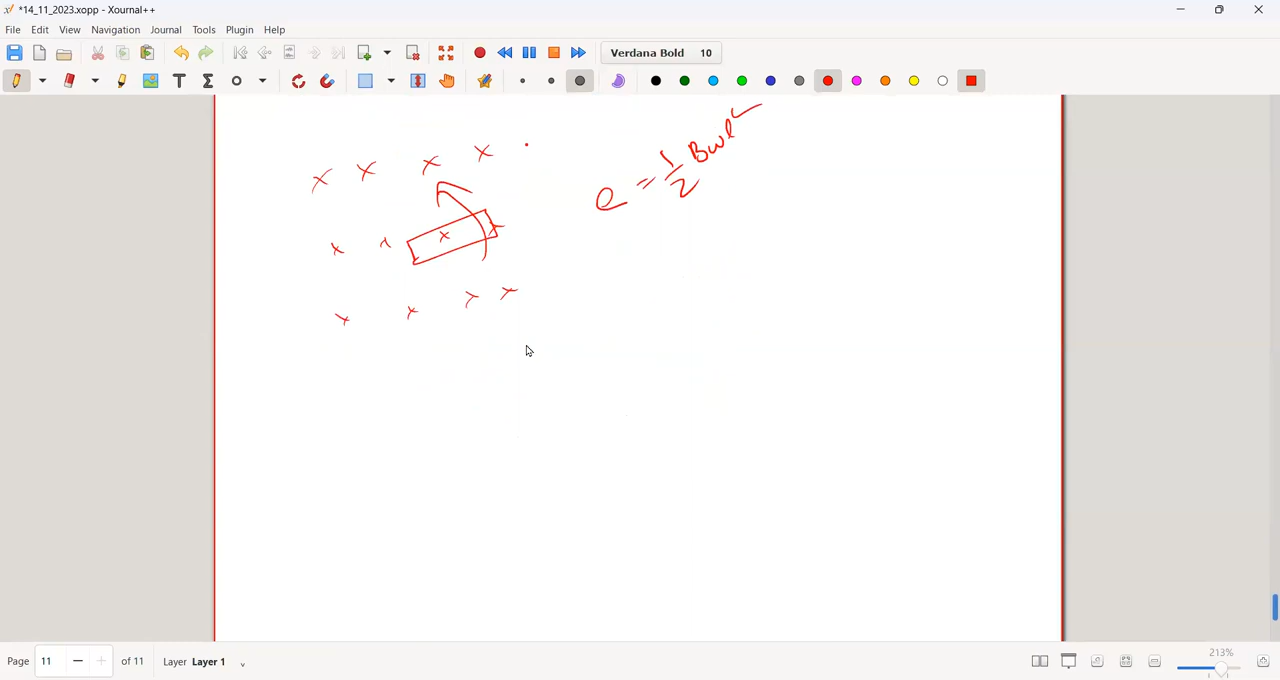 *14_11_2023.xopp - Xournal++
File Edit View Navigation Journal Tools Plugin Help
Verdana Bold 10
x x x x .
x x x x
x x x x
e = 1/2 Bωl²
213%
Page 11 of 11 Layer Layer 1